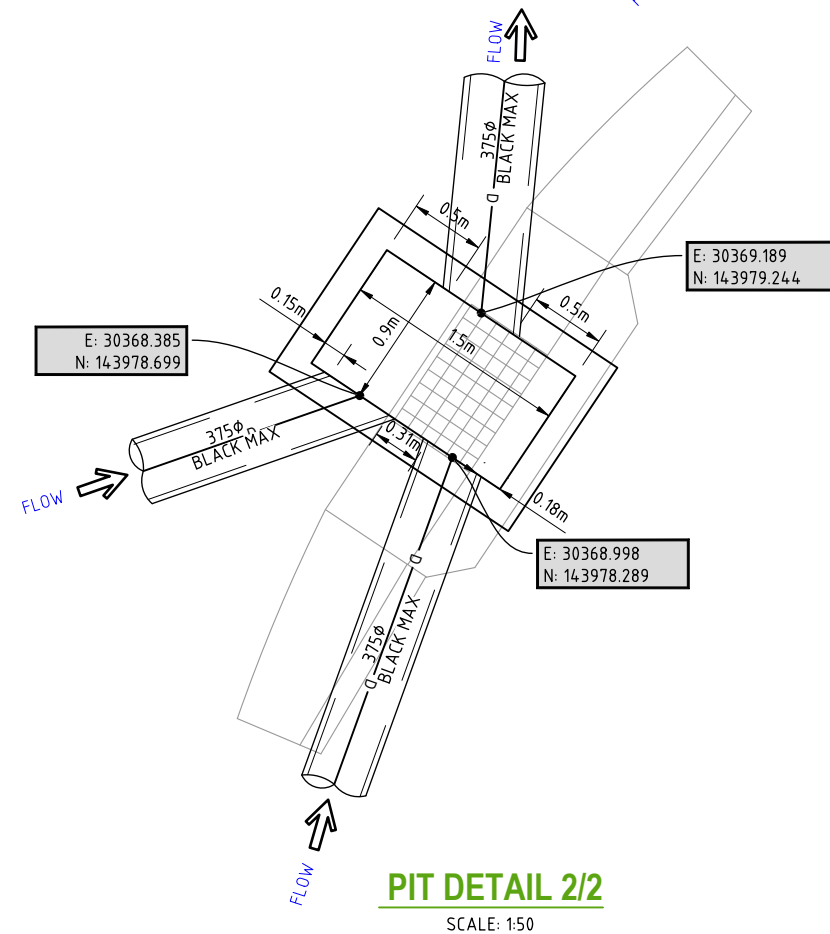 FLOW
375Ø
BLACK MAX
D
0.5m
E: 30369.189
N: 143979.244
0.15m
0.9m
1.5m
0.5m
E: 30368.385
N: 143978.699
375Ø D
BLACK MAX
0.31m
FLOW
0.18m
E: 30368.998
N: 143978.289
D
375Ø
BLACK MAX
D
FLOW
PIT DETAIL 2/2
SCALE: 1:50